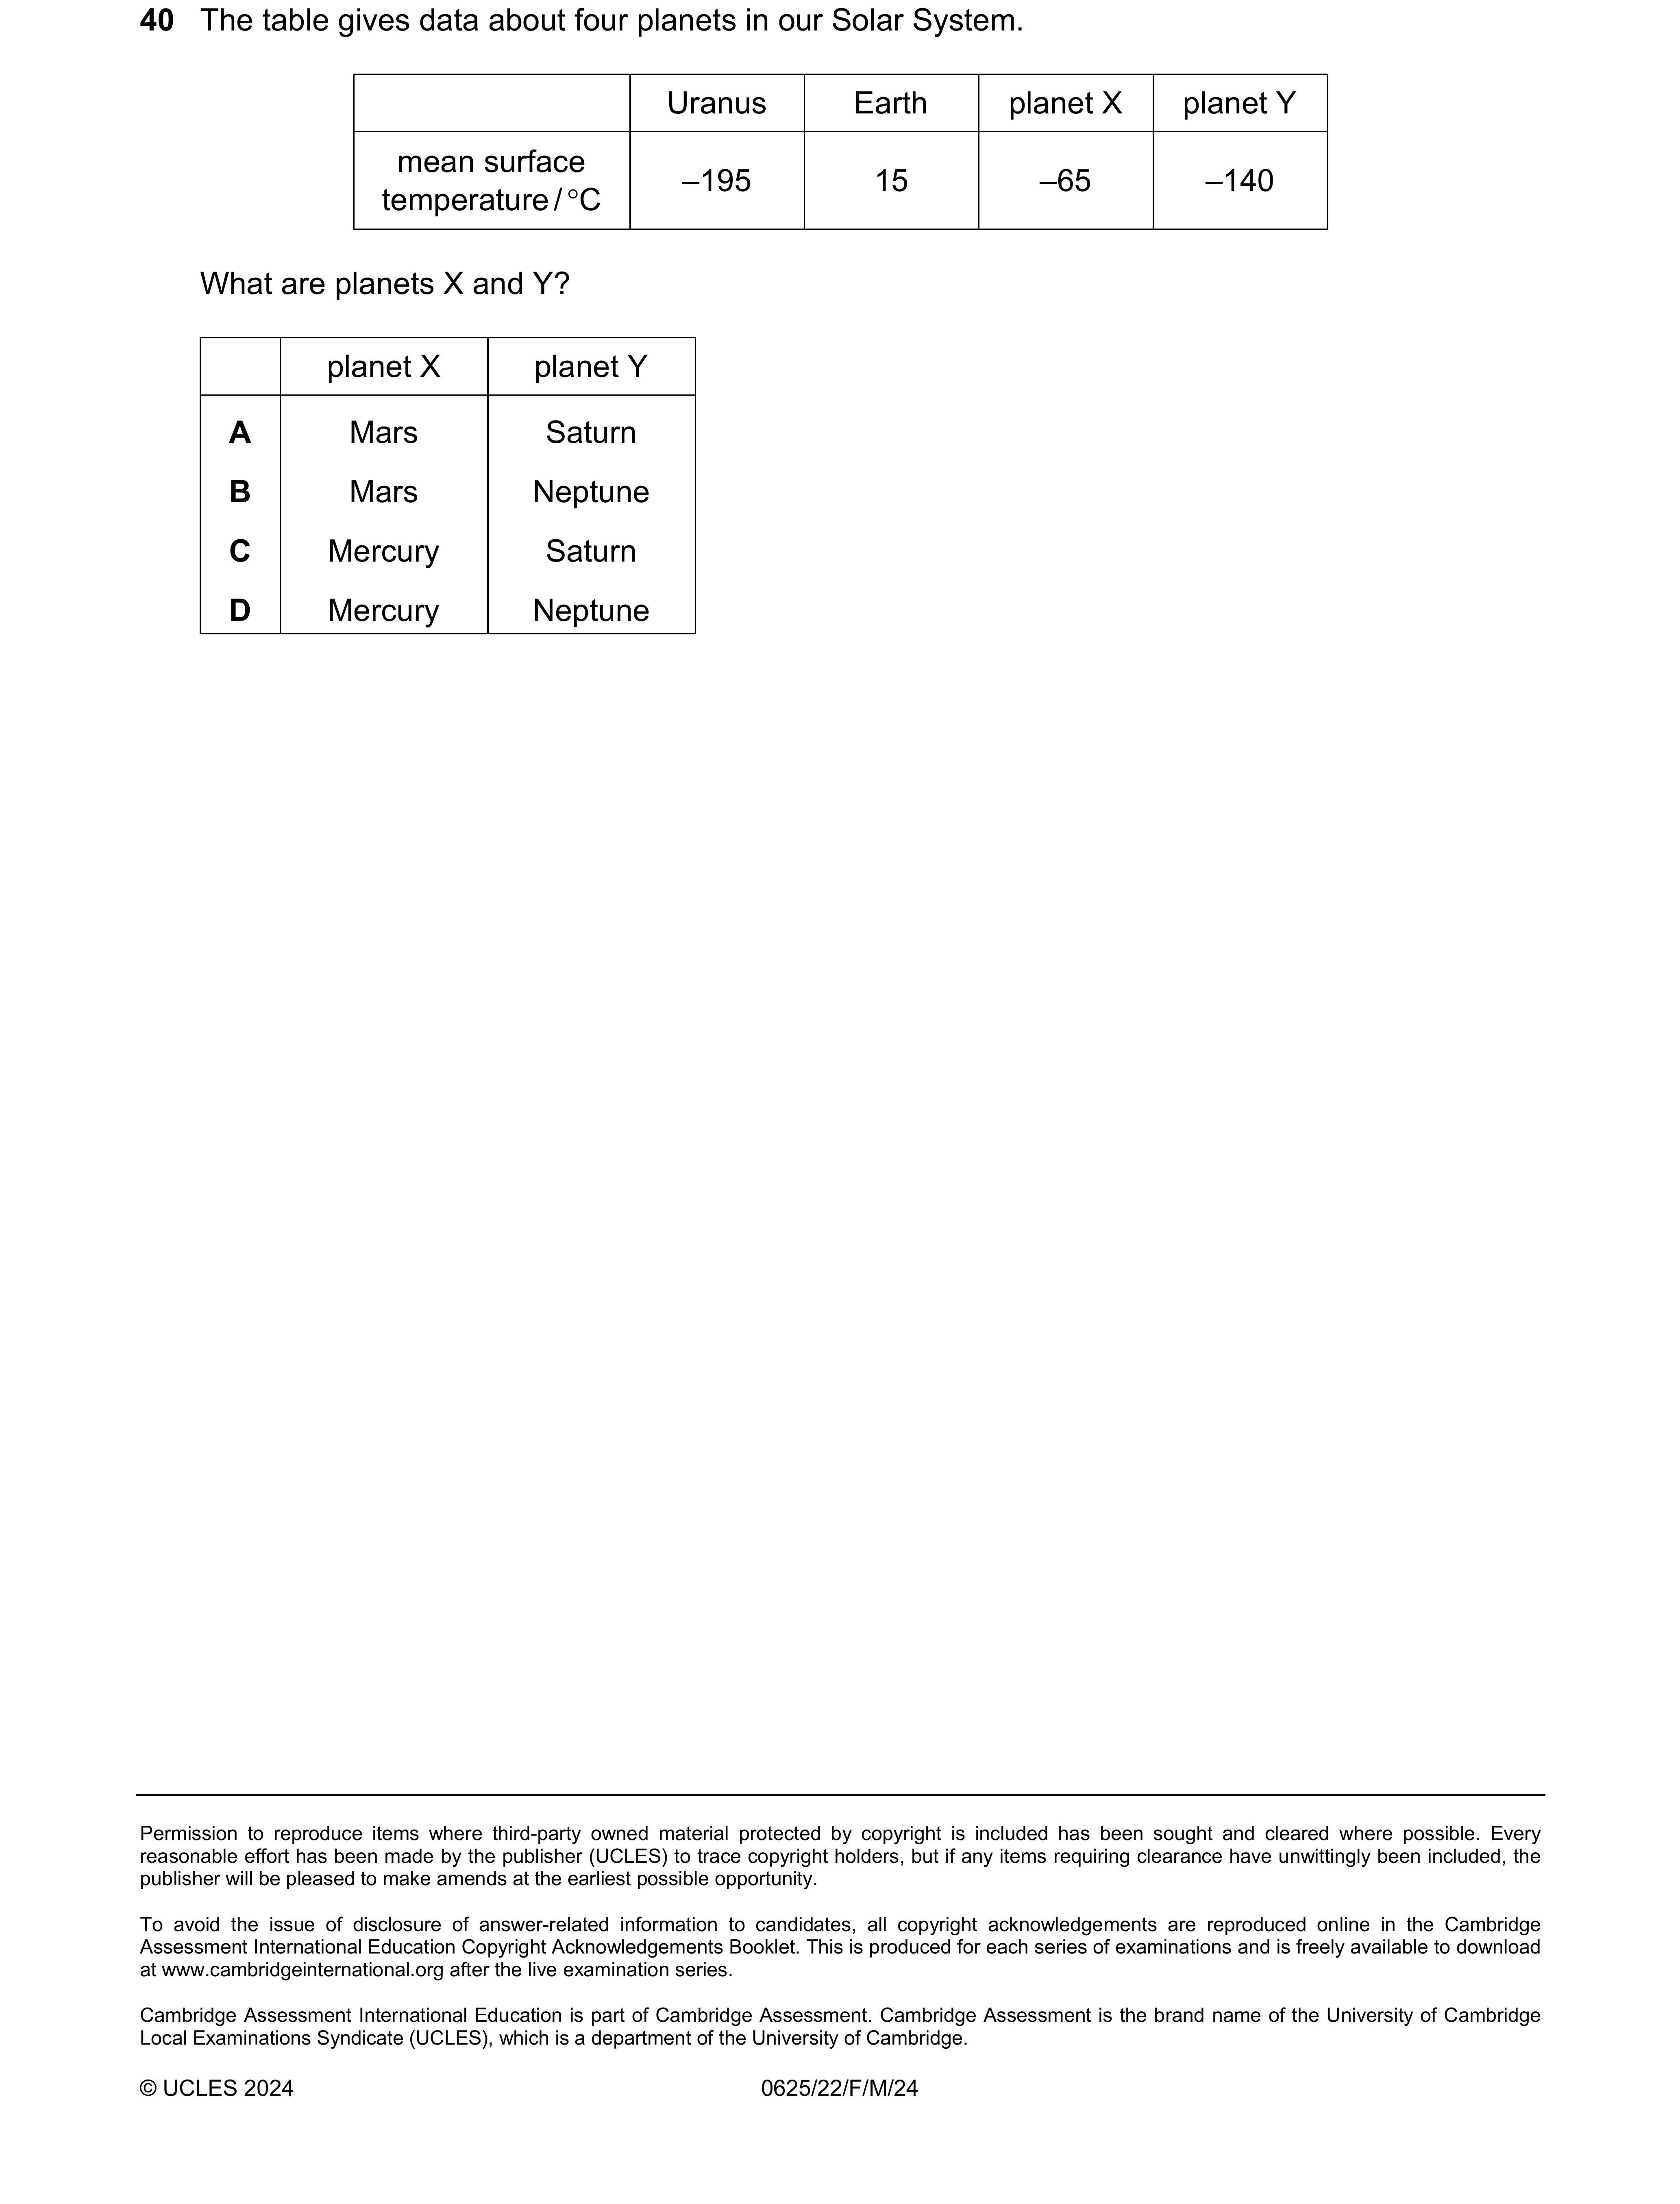 40 The table gives data about four planets in our Solar System.
Uranus Earth planet X planet Y
mean surface
temperature / °C –195 15 –65 –140
What are planets X and Y?
planet X planet Y
A Mars Saturn
B Mars Neptune
C Mercury Saturn
D Mercury Neptune
Permission to reproduce items where third-party owned material protected by copyright is included has been sought and cleared where possible. Every
reasonable effort has been made by the publisher (UCLES) to trace copyright holders, but if any items requiring clearance have unwittingly been included, the
publisher will be pleased to make amends at the earliest possible opportunity.
To avoid the issue of disclosure of answer-related information to candidates, all copyright acknowledgements are reproduced online in the Cambridge
Assessment International Education Copyright Acknowledgements Booklet. This is produced for each series of examinations and is freely available to download
at www.cambridgeinternational.org after the live examination series.
Cambridge Assessment International Education is part of Cambridge Assessment. Cambridge Assessment is the brand name of the University of Cambridge
Local Examinations Syndicate (UCLES), which is a department of the University of Cambridge.
© UCLES 2024 0625/22/F/M/24